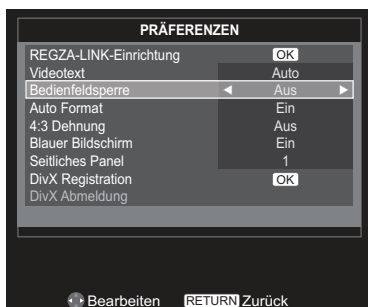 PRÄFERENZEN
REGZA-LINK-Einrichtung OK
Videotext Auto
Bedienfeldsperre Aus
Auto Format Ein
4:3 Dehnung Aus
Blauer Bildschirm Ein
Seitliches Panel 1
DivX Registration OK
DivX Abmeldung
Bearbeiten RETURN Zurück